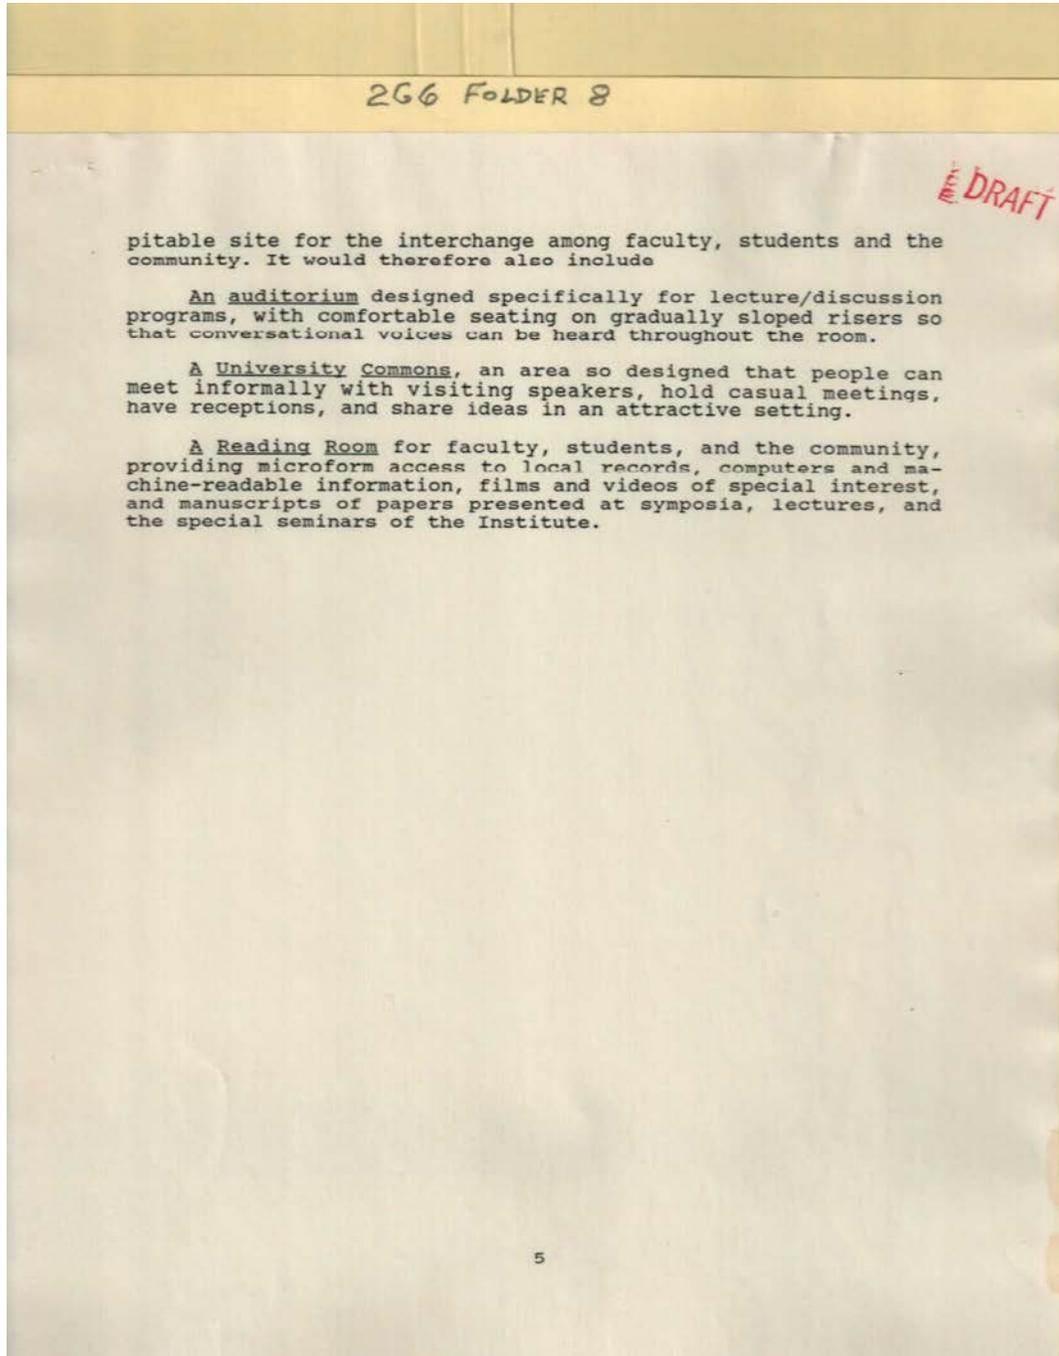 2G6 FOLDER 8
DRAFT
pitable site for the interchange among faculty, students and the
community. It would therefore also include
An auditorium designed specifically for lecture/discussion
programs, with comfortable seating on gradually sloped risers so
that conversational voices can be heard throughout the room.
A University Commons, an area so designed that people can
meet informally with visiting speakers, hold casual meetings,
have receptions, and share ideas in an attractive setting.
A Reading Room for faculty, students, and the community,
providing microform access to local records, computers and ma-
chine-readable information, films and videos of special interest,
and manuscripts of papers presented at symposia, lectures, and
the special seminars of the Institute.
5